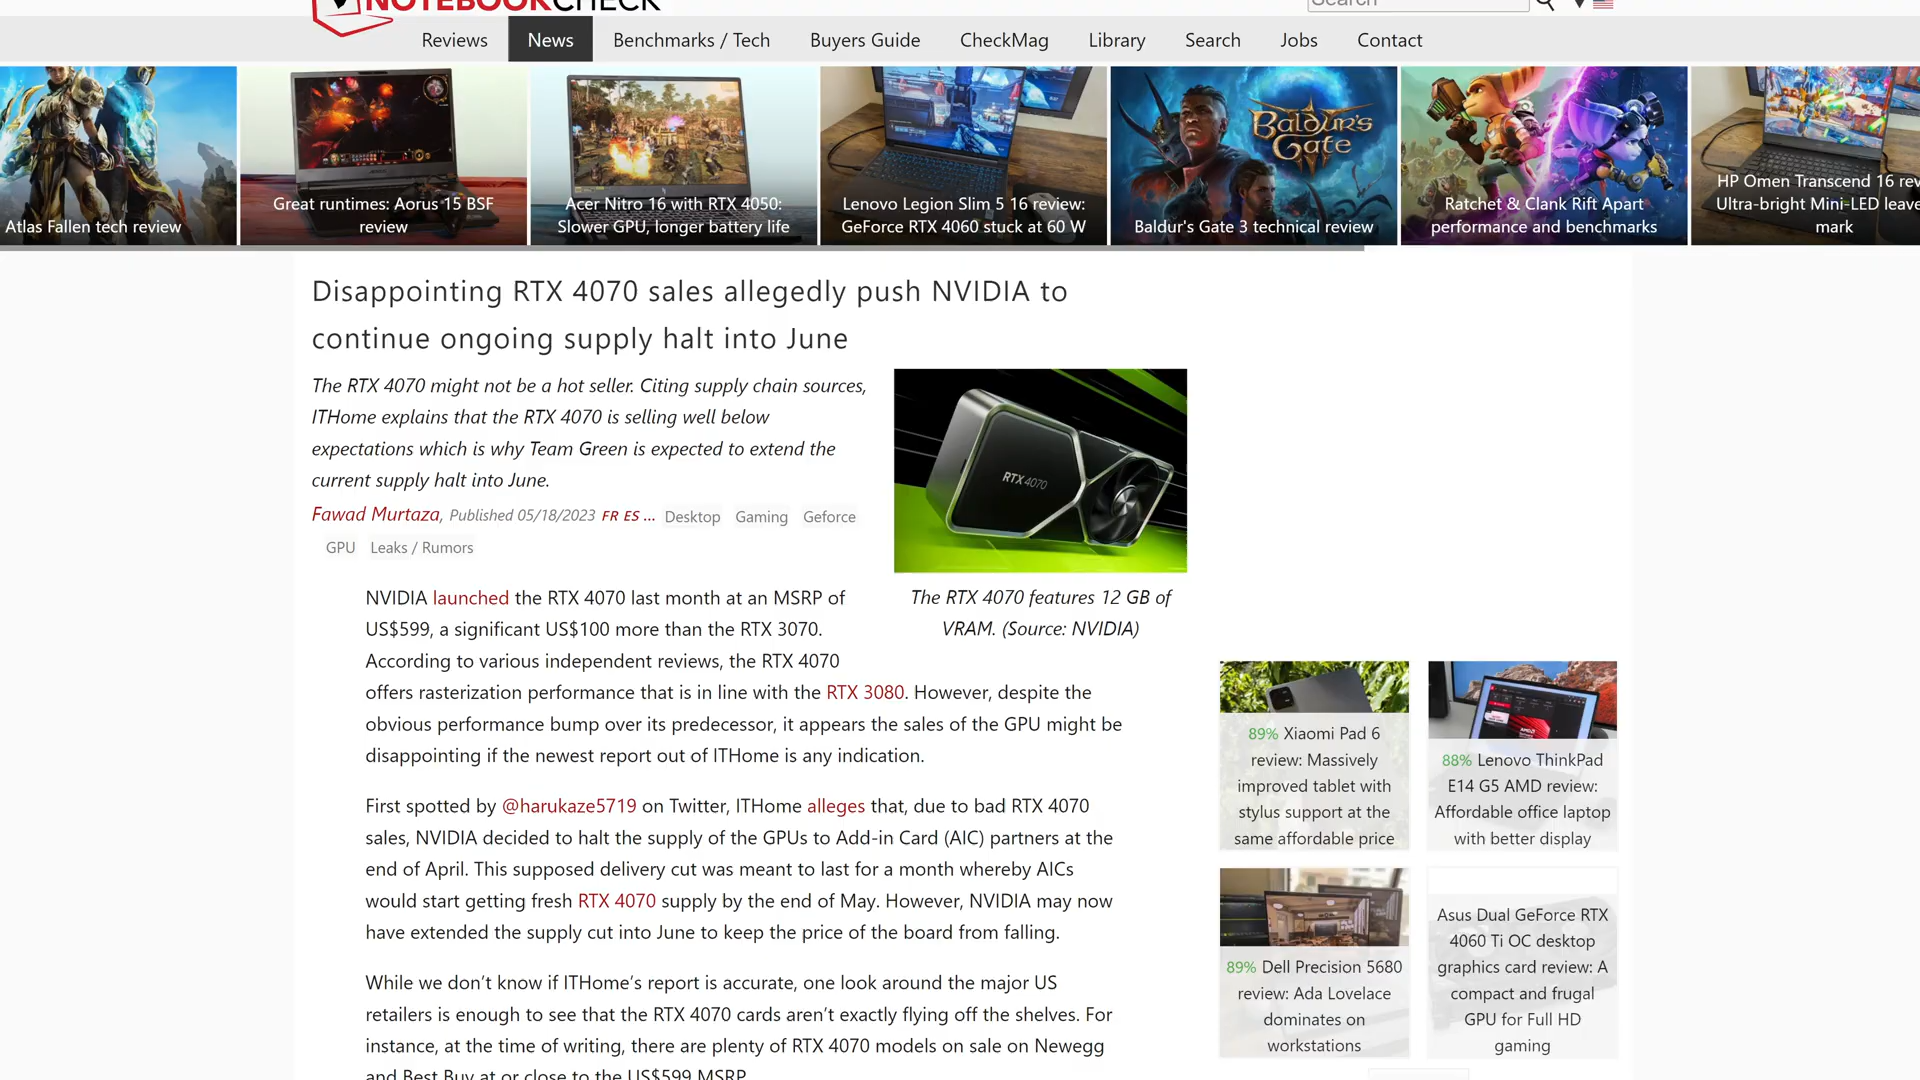 NOTEBOOKCHECK
Search
Reviews
News
Benchmarks / Tech
Buyers Guide
CheckMag
Library
Search
Jobs
Contact
Atlas Fallen tech review
Great runtimes: Aorus 15 BSF
review
Acer Nitro 16 with RTX 4050:
Slower GPU, longer battery life
Lenovo Legion Slim 5 16 review:
GeForce RTX 4060 stuck at 60 W
Baldur's
Gate
Baldur's Gate 3 technical review
Ratchet & Clank Rift Apart
performance and benchmarks
HP Omen Transcend 16 rev
Ultra-bright Mini-LED leave
mark
Disappointing RTX 4070 sales allegedly push NVIDIA to
continue ongoing supply halt into June
The RTX 4070 might not be a hot seller. Citing supply chain sources,
ITHome explains that the RTX 4070 is selling well below
expectations which is why Team Green is expected to extend the
current supply halt into June.
Fawad Murtaza, Published 05/18/2023 FR ES ... Desktop Gaming Geforce
GPU Leaks / Rumors
RTX 4070
The RTX 4070 features 12 GB of
VRAM. (Source: NVIDIA)
NVIDIA launched the RTX 4070 last month at an MSRP of
US$599, a significant US$100 more than the RTX 3070.
According to various independent reviews, the RTX 4070
offers rasterization performance that is in line with the RTX 3080. However, despite the
obvious performance bump over its predecessor, it appears the sales of the GPU might be
disappointing if the newest report out of ITHome is any indication.
First spotted by @harukaze5719 on Twitter, ITHome alleges that, due to bad RTX 4070
sales, NVIDIA decided to halt the supply of the GPUs to Add-in Card (AIC) partners at the
end of April. This supposed delivery cut was meant to last for a month whereby AICs
would start getting fresh RTX 4070 supply by the end of May. However, NVIDIA may now
have extended the supply cut into June to keep the price of the board from falling.
While we don’t know if ITHome’s report is accurate, one look around the major US
retailers is enough to see that the RTX 4070 cards aren’t exactly flying off the shelves. For
instance, at the time of writing, there are plenty of RTX 4070 models on sale on Newegg
and Best Buy at or close to the US$599 MSRP.
89% Xiaomi Pad 6
review: Massively
improved tablet with
stylus support at the
same affordable price
88% Lenovo ThinkPad
E14 G5 AMD review:
Affordable office laptop
with better display
89% Dell Precision 5680
review: Ada Lovelace
dominates on
workstations
Asus Dual GeForce RTX
4060 Ti OC desktop
graphics card review: A
compact and frugal
GPU for Full HD
gaming